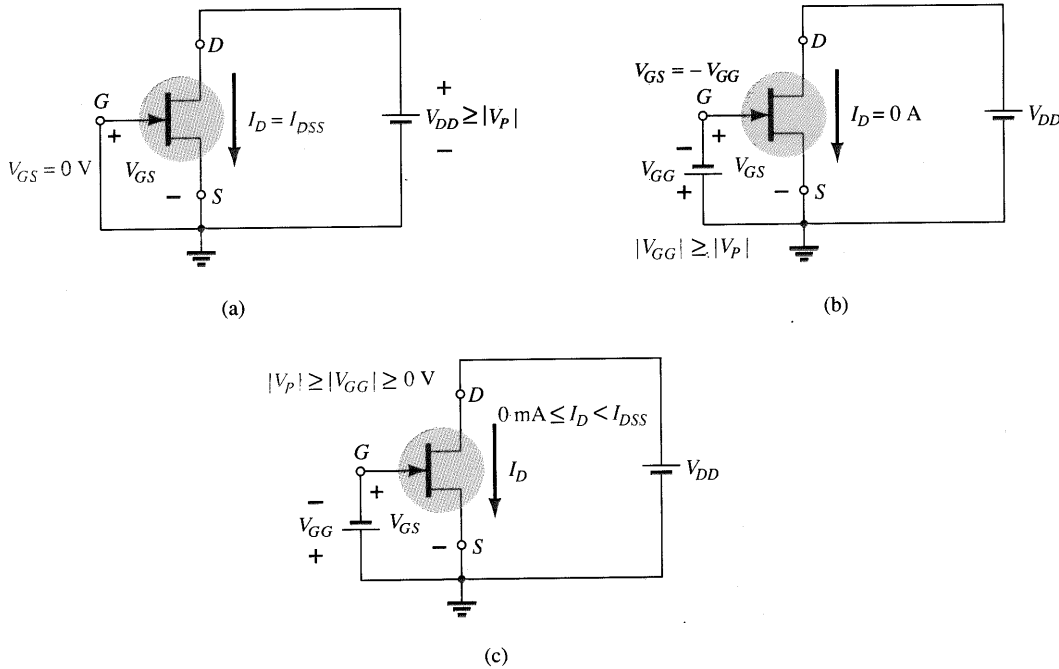 D
G
+
V_GS = 0 V
V_GS
−
S
I_D = I_DSS
+
V_DD ≥ |V_P|
−
(a)
D
V_GS = − V_GG
G
−
+
V_GG
+
V_GS
−
S
I_D = 0 A
V_DD
|V_GG| ≥ |V_P|
(b)
|V_P| ≥ |V_GG| ≥ 0 V
D
0 mA ≤ I_D < I_DSS
G
I_D
V_DD
−
+
V_GG
V_GS
+
−
S
(c)